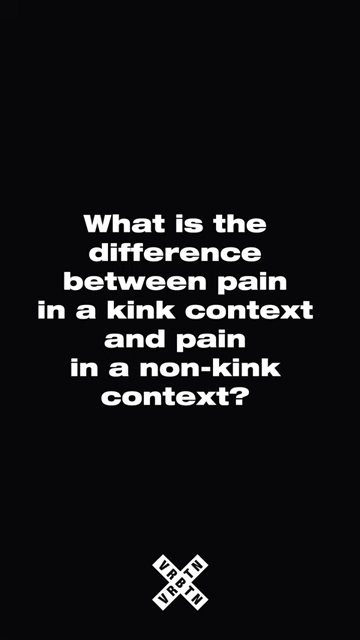 What is the
difference
between pain
in a kink context
and pain
in a non-kink
context?
VRBTN
VRBTN